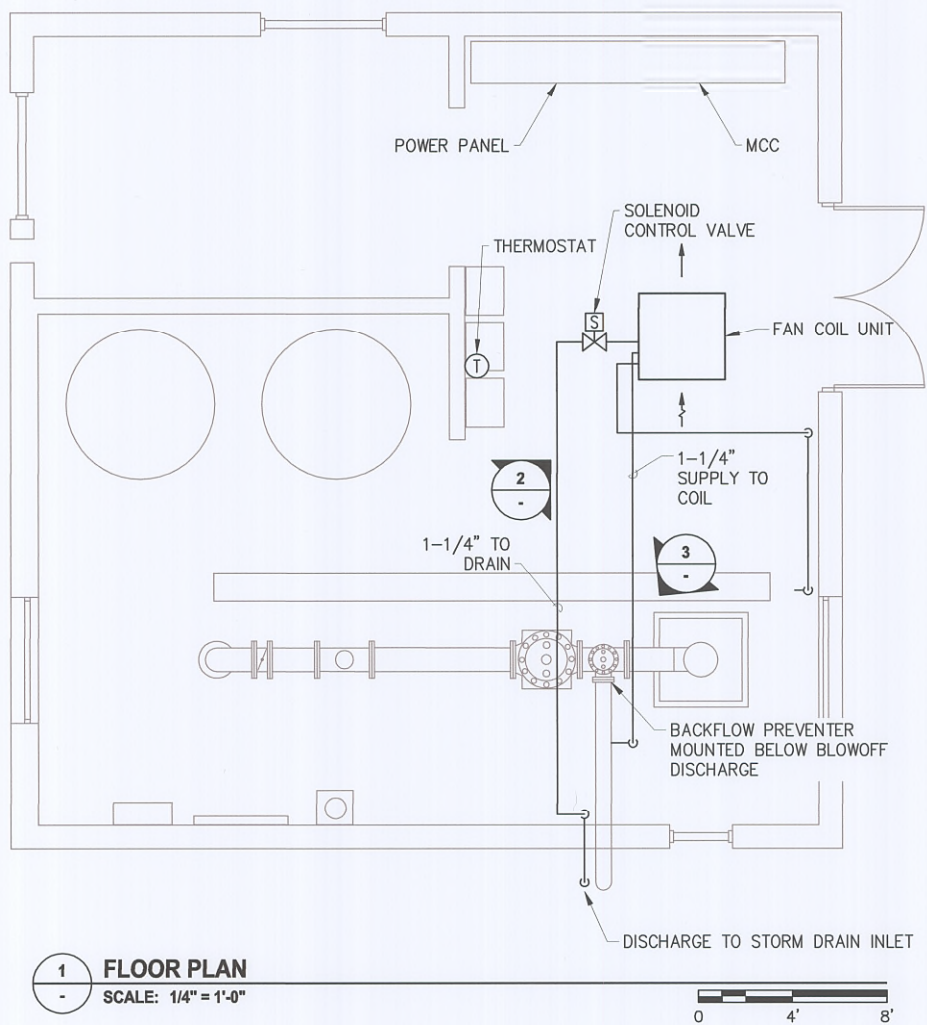 POWER PANEL
MCC
SOLENOID
CONTROL VALVE
THERMOSTAT
S
FAN COIL UNIT
T
1-1/4"
SUPPLY TO
COIL
2
-
1-1/4" TO
DRAIN
3
-
BACKFLOW PREVENTER
MOUNTED BELOW BLOWOFF
DISCHARGE
DISCHARGE TO STORM DRAIN INLET
1
-
FLOOR PLAN
SCALE: 1/4" = 1'-0"
0 4' 8'